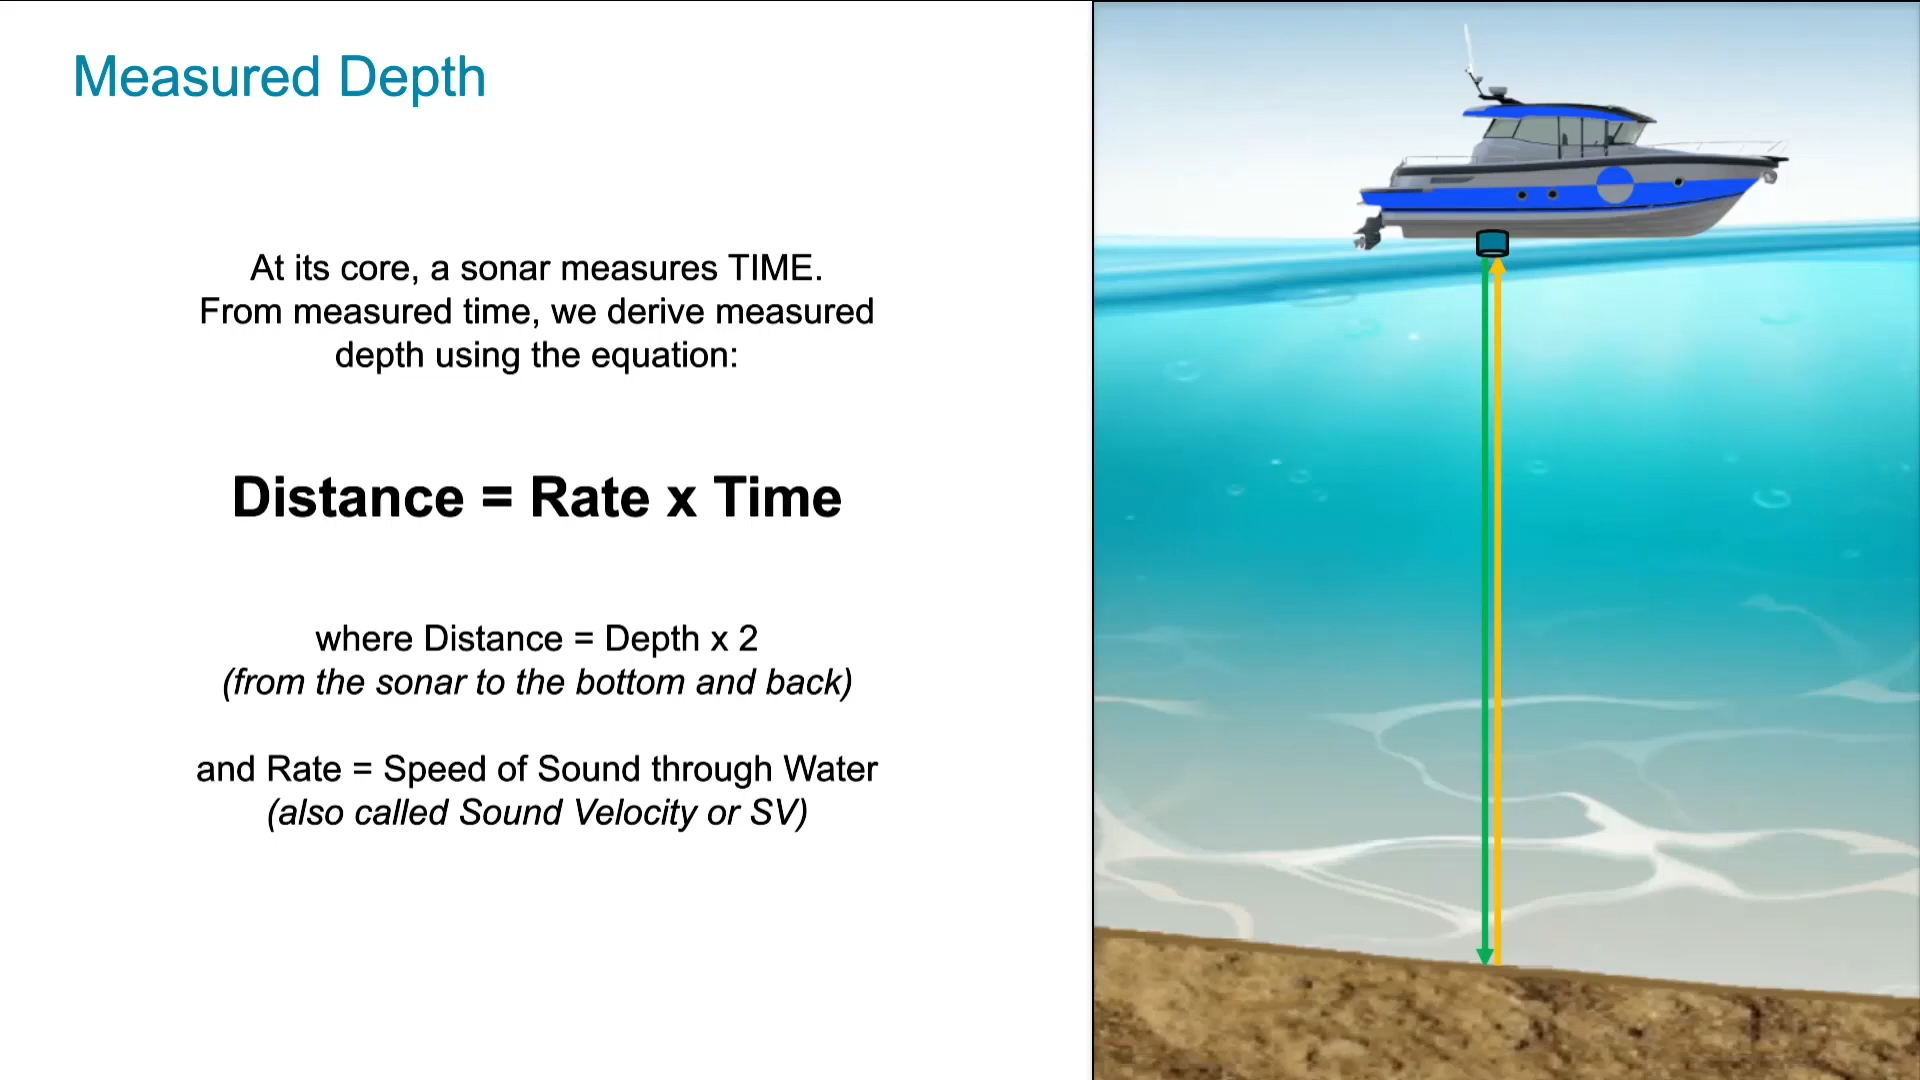 Measured Depth
At its core, a sonar measures TIME.
From measured time, we derive measured
depth using the equation:
Distance = Rate x Time
where Distance = Depth x 2
(from the sonar to the bottom and back)
and Rate = Speed of Sound through Water
(also called Sound Velocity or SV)